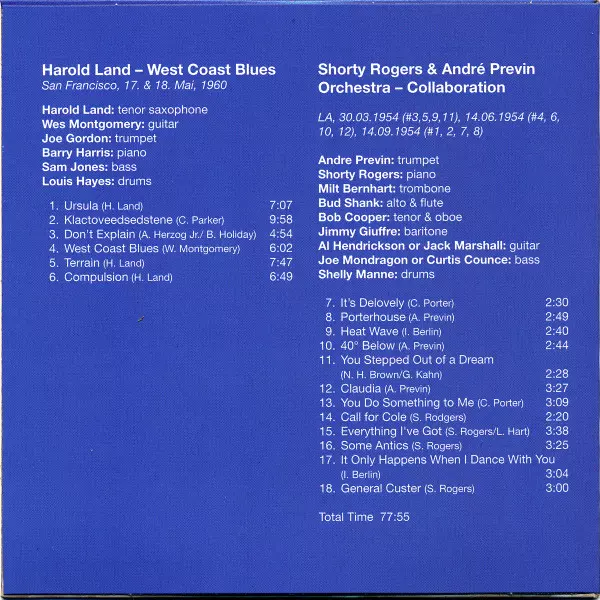 Harold Land – West Coast Blues
San Francisco, 17. & 18. Mai, 1960
Harold Land: tenor saxophone
Wes Montgomery: guitar
Joe Gordon: trumpet
Barry Harris: piano
Sam Jones: bass
Louis Hayes: drums
1. Ursula (H. Land) 7:07
2. Klactoveedsedstene (C. Parker) 9:58
3. Don't Explain (A. Herzog Jr./ B. Holiday) 4:54
4. West Coast Blues (W. Montgomery) 6:02
5. Terrain (H. Land) 7:47
6. Compulsion (H. Land) 6:49
Shorty Rogers & André Previn
Orchestra – Collaboration
LA, 30.03.1954 (#3,5,9,11), 14.06.1954 (#4, 6,
10, 12), 14.09.1954 (#1, 2, 7, 8)
Andre Previn: trumpet
Shorty Rogers: piano
Milt Bernhart: trombone
Bud Shank: alto & flute
Bob Cooper: tenor & oboe
Jimmy Giuffre: baritone
Al Hendrickson or Jack Marshall: guitar
Joe Mondragon or Curtis Counce: bass
Shelly Manne: drums
7. It's Delovely (C. Porter) 2:30
8. Porterhouse (A. Previn) 2:49
9. Heat Wave (I. Berlin) 2:40
10. 40° Below (A. Previn) 2:44
11. You Stepped Out of a Dream
(N. H. Brown/G. Kahn) 2:28
12. Claudia (A. Previn) 3:27
13. You Do Something to Me (C. Porter) 3:09
14. Call for Cole (S. Rodgers) 2:20
15. Everything I've Got (S. Rogers/L. Hart) 3:38
16. Some Antics (S. Rogers) 3:25
17. It Only Happens When I Dance With You
(I. Berlin) 3:04
18. General Custer (S. Rogers) 3:00
Total Time 77:55